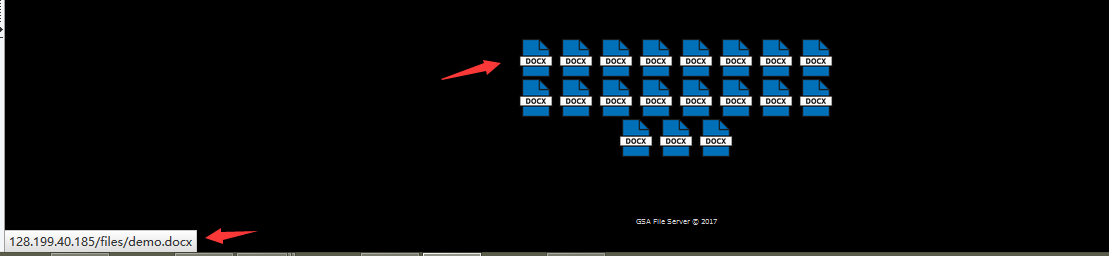 DOCX DOCX DOCX DOCX DOCX DOCX DOCX DOCX
DOCX DOCX DOCX DOCX DOCX DOCX DOCX DOCX
DOCX DOCX DOCX
GSA File Server © 2017
128.199.40.185/files/demo.docx